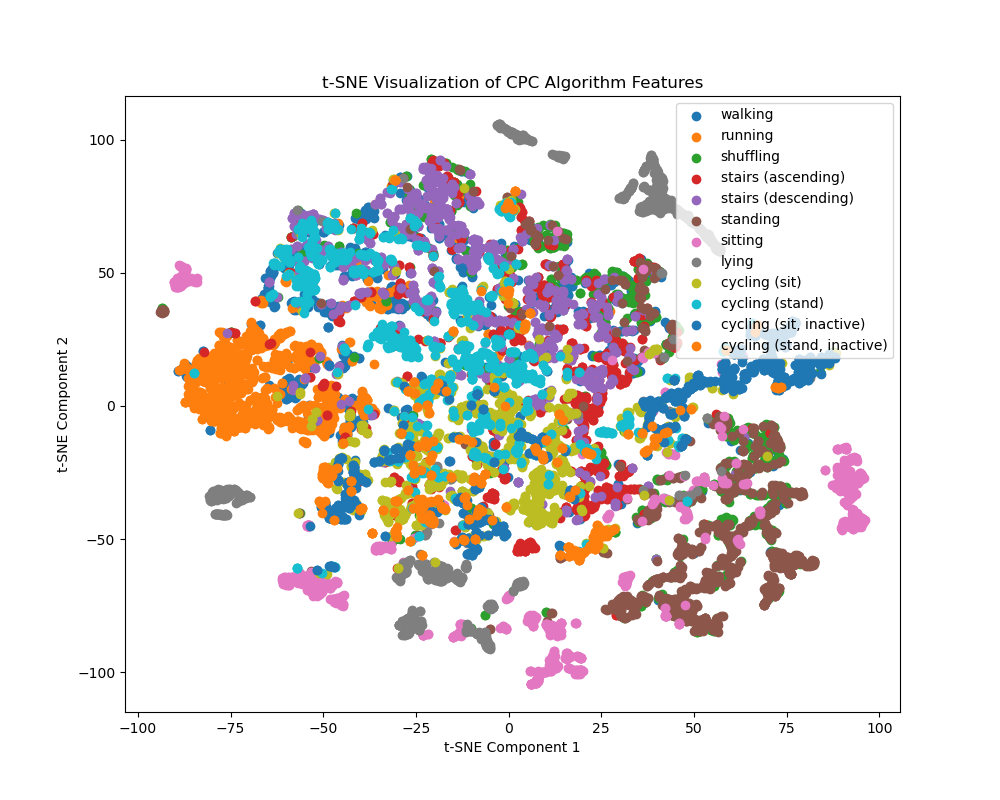 t-SNE Visualization of CPC Algorithm Features
walking
running
shuffling
stairs (ascending)
stairs (descending)
standing
sitting
lying
cycling (sit)
cycling (stand)
cycling (sit, inactive)
cycling (stand, inactive)
t-SNE Component 2
100
50
0
−50
−100
−100 −75 −50 −25 0 25 50 75 100
t-SNE Component 1